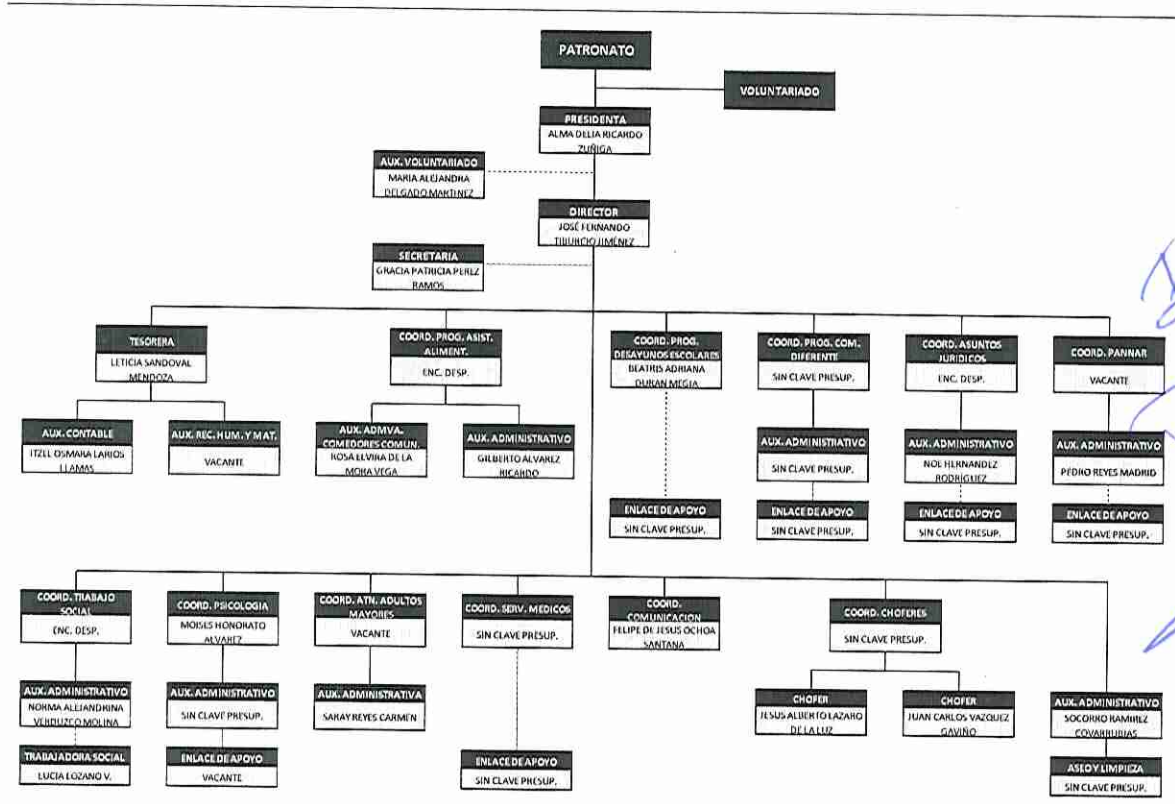 PATRONATO
VOLUNTARIADO
PRESIDENTA
ALMA DELIA RICARDO
ZUÑIGA
AUX. VOLUNTARIADO
MARIA ALEJANDRA
DELGADO MARTINEZ
DIRECTOR
JOSÉ FERNANDO
TIBURCIO JIMÉNEZ
SECRETARIA
GRACIA PATRICIA PEREZ
RAMOS
TESORERA
LETICIA SANDOVAL
MENDOZA
COORD. PROG. ASIST.
ALIMENT.
ENC. DESP.
COORD. PROG.
DESAYUNOS ESCOLARES
BEATRIS ADRIANA
DURAN MEGIA
COORD. PROG. COM.
DIFERENTE
SIN CLAVE PRESUP.
COORD. ASUNTOS
JURIDICOS
ENC. DESP.
COORD. PANNAR
VACANTE
AUX. CONTABLE
ITZEL OSMARA LARIOS
LLAMAS
AUX. REC. HUM. Y MAT.
VACANTE
AUX. ADMVA.
COMEDORES COMUN.
ROSA ELVIRA DE LA
MORA VEGA
AUX. ADMINISTRATIVO
GILBERTO ALVAREZ
RICARDO
AUX. ADMINISTRATIVO
SIN CLAVE PRESUP.
AUX. ADMINISTRATIVO
NOE HERNANDEZ
RODRÍGUEZ
AUX. ADMINISTRATIVO
PEDRO REYES MADRID
ENLACE DE APOYO
SIN CLAVE PRESUP.
ENLACE DE APOYO
SIN CLAVE PRESUP.
ENLACE DE APOYO
SIN CLAVE PRESUP.
ENLACE DE APOYO
SIN CLAVE PRESUP.
COORD. TRABAJO
SOCIAL
ENC. DESP.
COORD. PSICOLOGIA
MOISES HONORATO
ALVAREZ
COORD. ATN. ADULTOS
MAYORES
VACANTE
COORD. SERV. MEDICOS
SIN CLAVE PRESUP.
COORD.
COMUNICACION
FELIPE DE JESUS OCHOA
SANTANA
COORD. CHOFERES
SIN CLAVE PRESUP.
AUX. ADMINISTRATIVO
NORMA ALEJANDRINA
VERDUZCO MOLINA
AUX. ADMINISTRATIVO
SIN CLAVE PRESUP.
AUX. ADMINISTRATIVA
SARAY REYES CARMEN
CHOFER
JESUS ALBERTO LAZARO
DE LA LUZ
CHOFER
JUAN CARLOS VAZQUEZ
GAVIÑO
AUX. ADMINISTRATIVO
SOCORRO RAMIREZ
COVARRUBIAS
TRABAJADORA SOCIAL
LUCIA LOZANO V.
ENLACE DE APOYO
VACANTE
ENLACE DE APOYO
SIN CLAVE PRESUP.
ASEO Y LIMPIEZA
SIN CLAVE PRESUP.